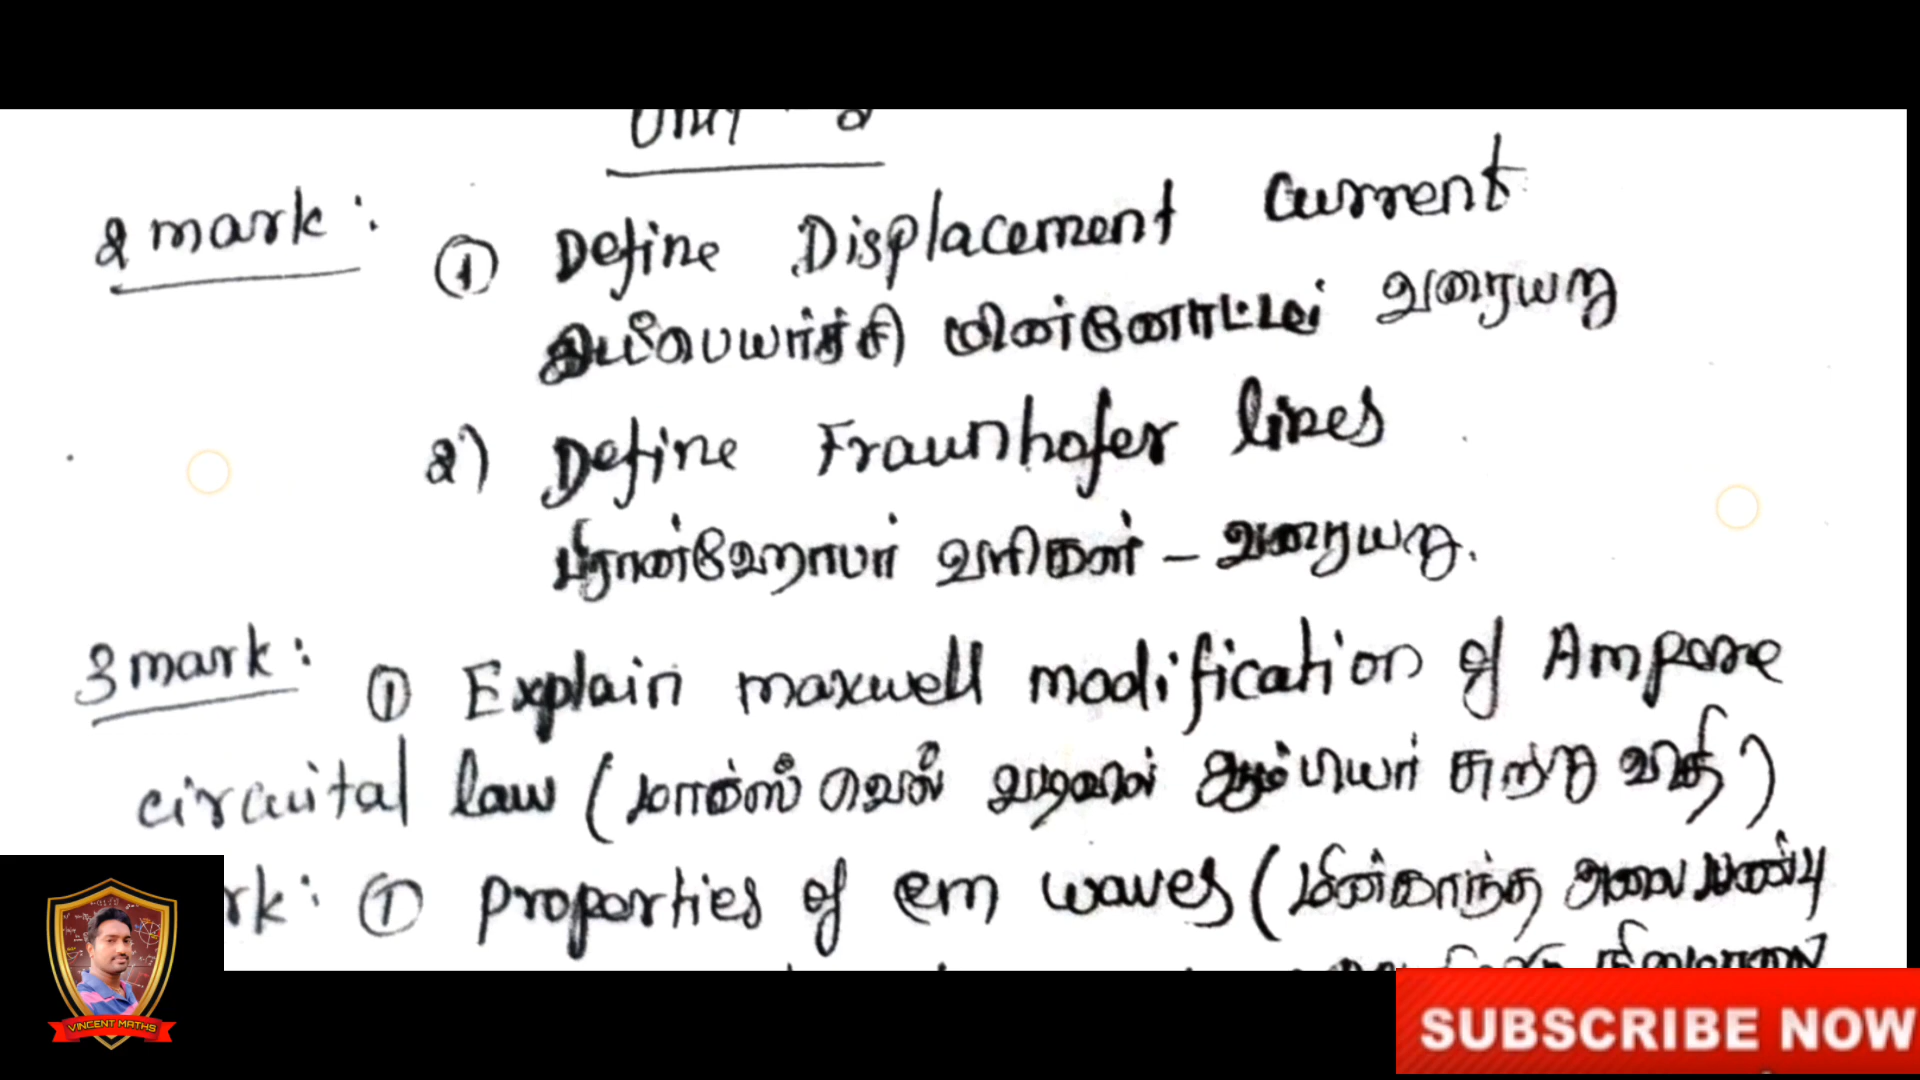 2 mark :
① Define Displacement Current
இடப்பெயர்ச்சி மின்னோட்டம் வரையறு
2) Define Fraunhofer lines
பிரான்ஹோபர் வரிகள் - வரையறு.
3 mark : ① Explain maxwell modification of Ampere
circuital law (மாக்ஸ் வெல் ஆம்பியர் சுற்று விதி)
rk : ① properties of em waves (மின்காந்த அலை பண்பு
VINCENT MATHS
SUBSCRIBE NOW